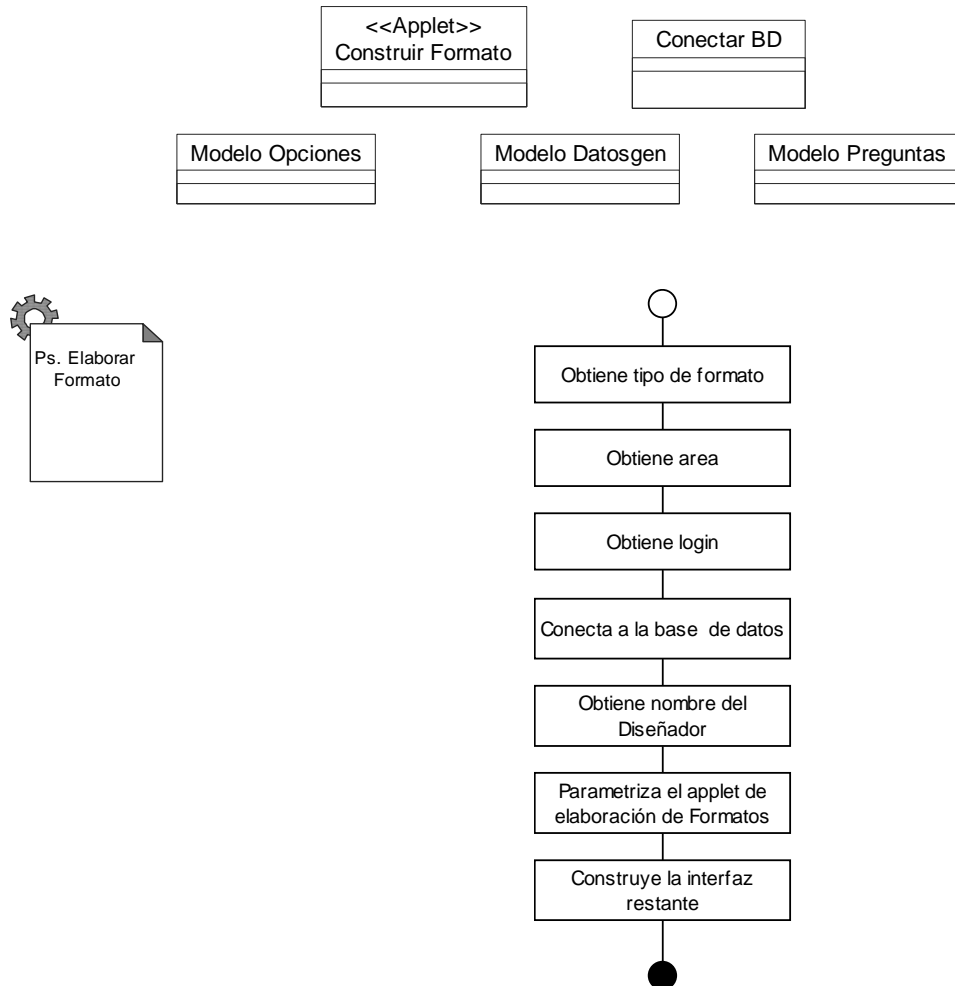 <<Applet>>
Construir Formato
Conectar BD
Modelo Opciones
Modelo Datosgen
Modelo Preguntas
Ps. Elaborar
Formato
Obtiene tipo de formato
Obtiene area
Obtiene login
Conecta a la base de datos
Obtiene nombre del
Diseñador
Parametriza el applet de
elaboración de Formatos
Construye la interfaz
restante